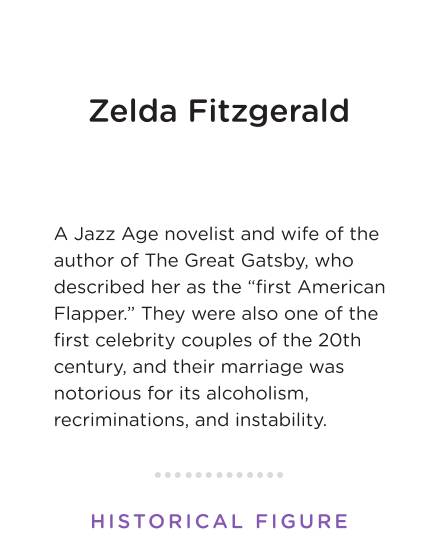 Zelda Fitzgerald
A Jazz Age novelist and wife of the
author of The Great Gatsby, who
described her as the “first American
Flapper.” They were also one of the
first celebrity couples of the 20th
century, and their marriage was
notorious for its alcoholism,
recriminations, and instability.
HISTORICAL FIGURE